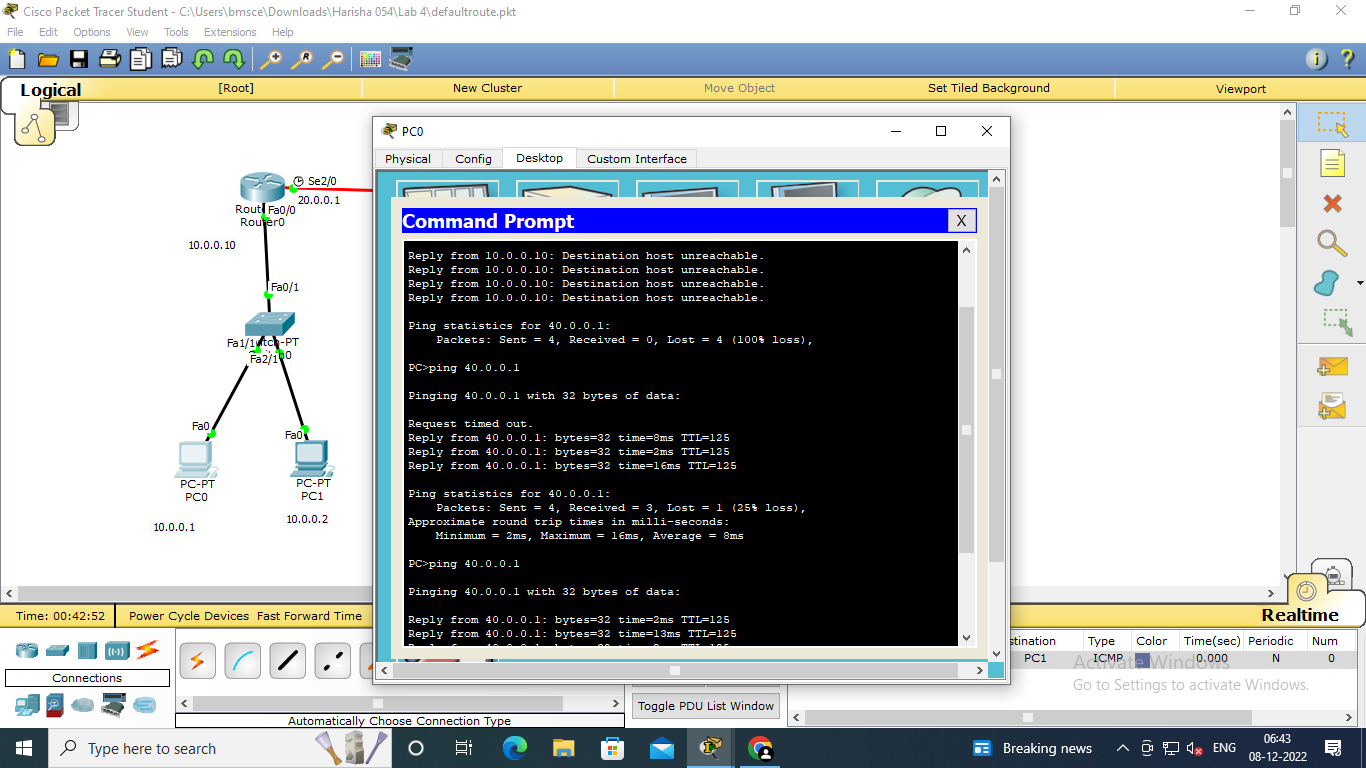 Cisco Packet Tracer Student - C:\Users\bmsce\Downloads\Harisha 054\Lab 4\defaultroute.pkt
File Edit Options View Tools Extensions Help
Logical
[Root]
New Cluster
Move Object
Set Tiled Background
Viewport
Se2/0
20.0.0.1
Fa0/0
Router0
10.0.0.10
Fa0/1
Fa1/1
Fa2/1
Fa0
Fa0
PC-PT
PC0
PC-PT
PC1
10.0.0.1
10.0.0.2
PC0
Physical Config Desktop Custom Interface
Command Prompt
X
Reply from 10.0.0.10: Destination host unreachable.
Reply from 10.0.0.10: Destination host unreachable.
Reply from 10.0.0.10: Destination host unreachable.
Reply from 10.0.0.10: Destination host unreachable.
Ping statistics for 40.0.0.1:
Packets: Sent = 4, Received = 0, Lost = 4 (100% loss),
PC>ping 40.0.0.1
Pinging 40.0.0.1 with 32 bytes of data:
Request timed out.
Reply from 40.0.0.1: bytes=32 time=8ms TTL=125
Reply from 40.0.0.1: bytes=32 time=2ms TTL=125
Reply from 40.0.0.1: bytes=32 time=16ms TTL=125
Ping statistics for 40.0.0.1:
Packets: Sent = 4, Received = 3, Lost = 1 (25% loss),
Approximate round trip times in milli-seconds:
Minimum = 2ms, Maximum = 16ms, Average = 8ms
PC>ping 40.0.0.1
Pinging 40.0.0.1 with 32 bytes of data:
Reply from 40.0.0.1: bytes=32 time=2ms TTL=125
Reply from 40.0.0.1: bytes=32 time=13ms TTL=125
Time: 00:42:52
Power Cycle Devices Fast Forward Time
Realtime
Connections
Automatically Choose Connection Type
Toggle PDU List Window
stination Type Color Time(sec) Periodic Num
PC1 ICMP 0.000 N 0
Activate Windows
Go to Settings to activate Windows.
Type here to search
Breaking news
ENG
06:43
08-12-2022